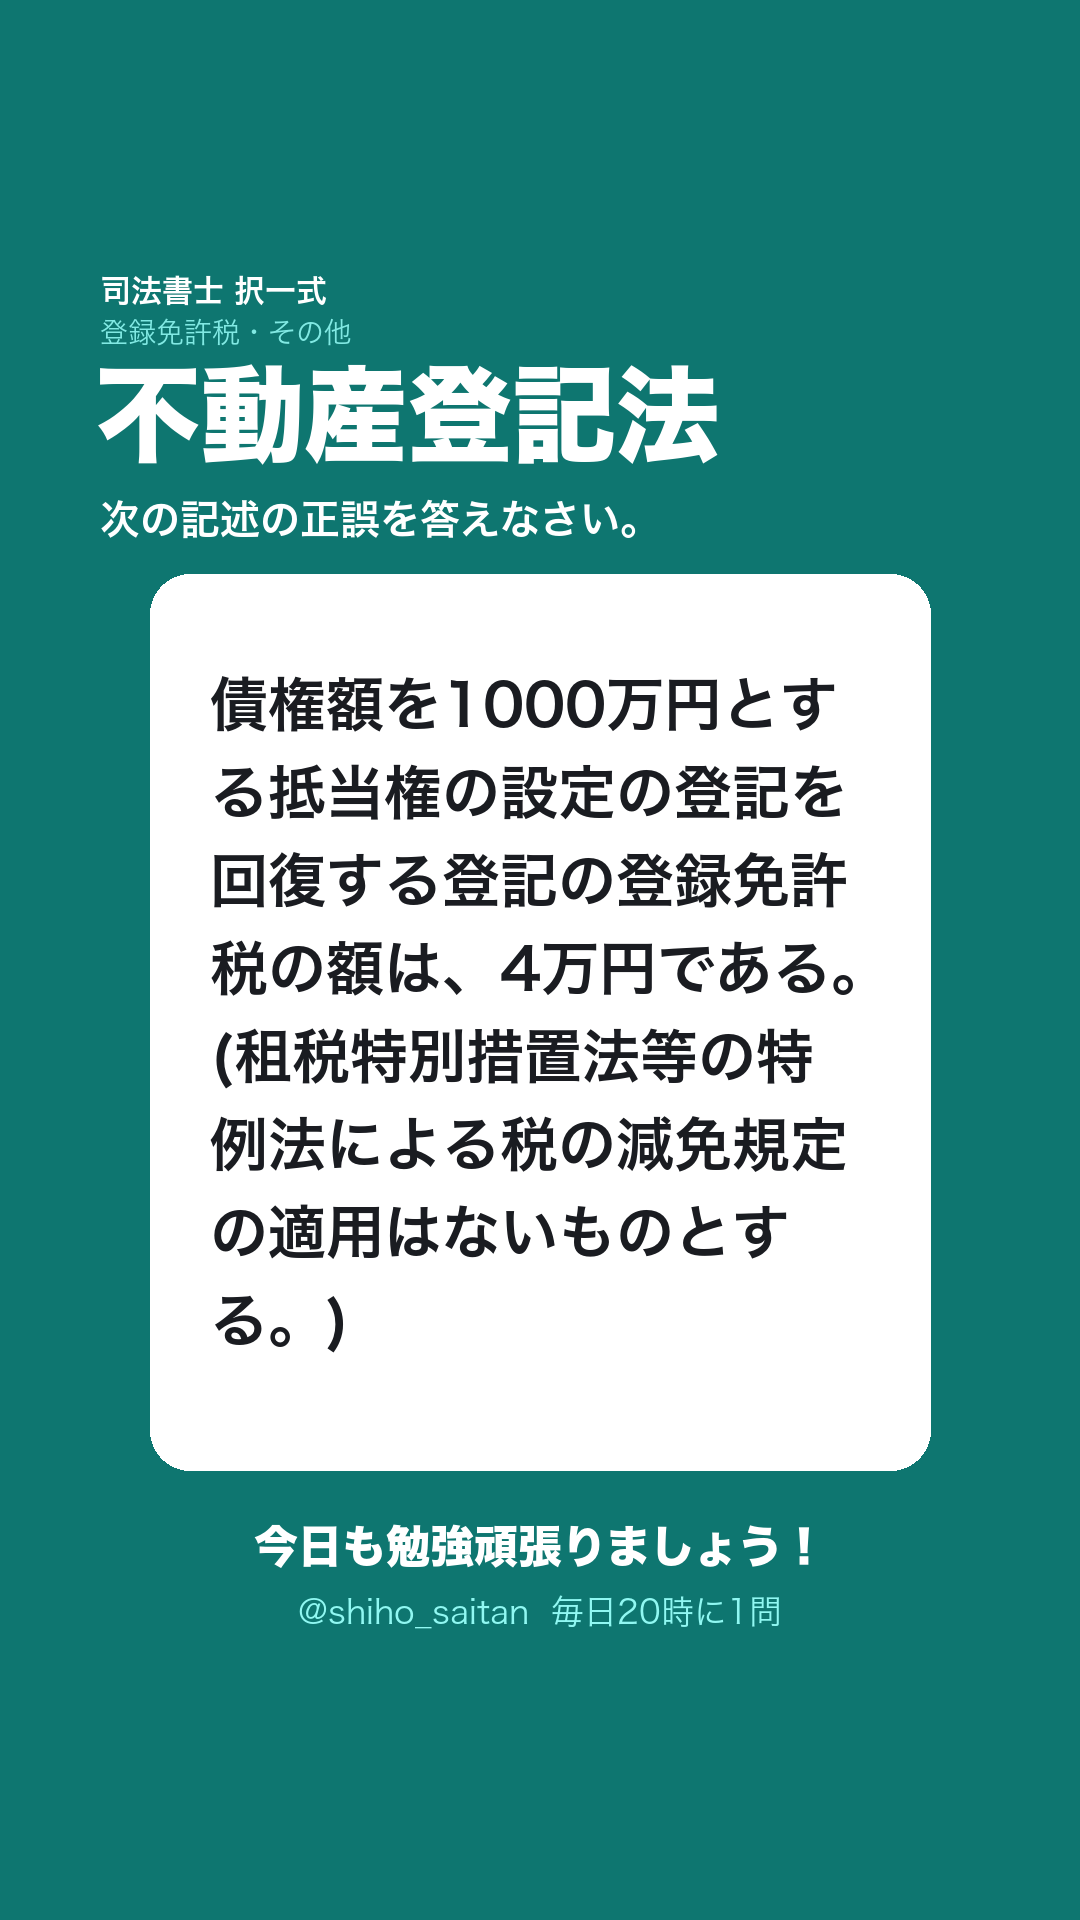 司法書士 択一式
登録免許税・その他
不動産登記法
次の記述の正誤を答えなさい。
債権額を1000万円とす
る抵当権の設定の登記を
回復する登記の登録免許
税の額は、4万円である。
(租税特別措置法等の特
例法による税の減免規定
の適用はないものとす
る。)
今日も勉強頑張りましょう！
@shiho_saitan 毎日20時に1問